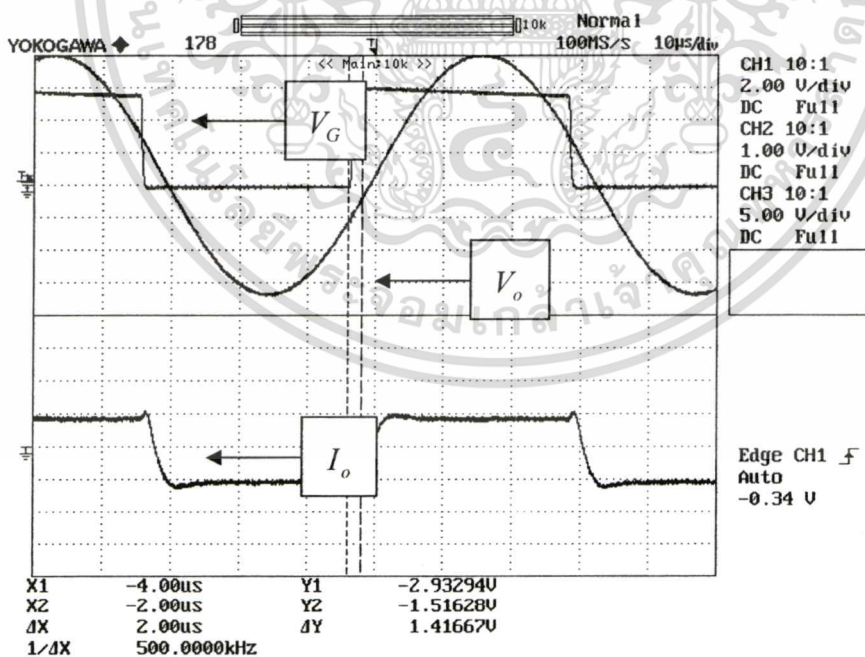 10k
Normal
YOKOGAWA ◆ 178 100MS/s 10µs/div
<< Main:10k >>
CH1 10:1
2.00 V/div
DC Full
CH2 10:1
1.00 V/div
DC Full
CH3 10:1
5.00 V/div
DC Full
V_G
V_o
I_o
Edge CH1
Auto
-0.34 V
X1 -4.00us Y1 -2.93294V
X2 -2.00us Y2 -1.51628V
ΔX 2.00us ΔY 1.41667V
1/ΔX 500.0000kHz